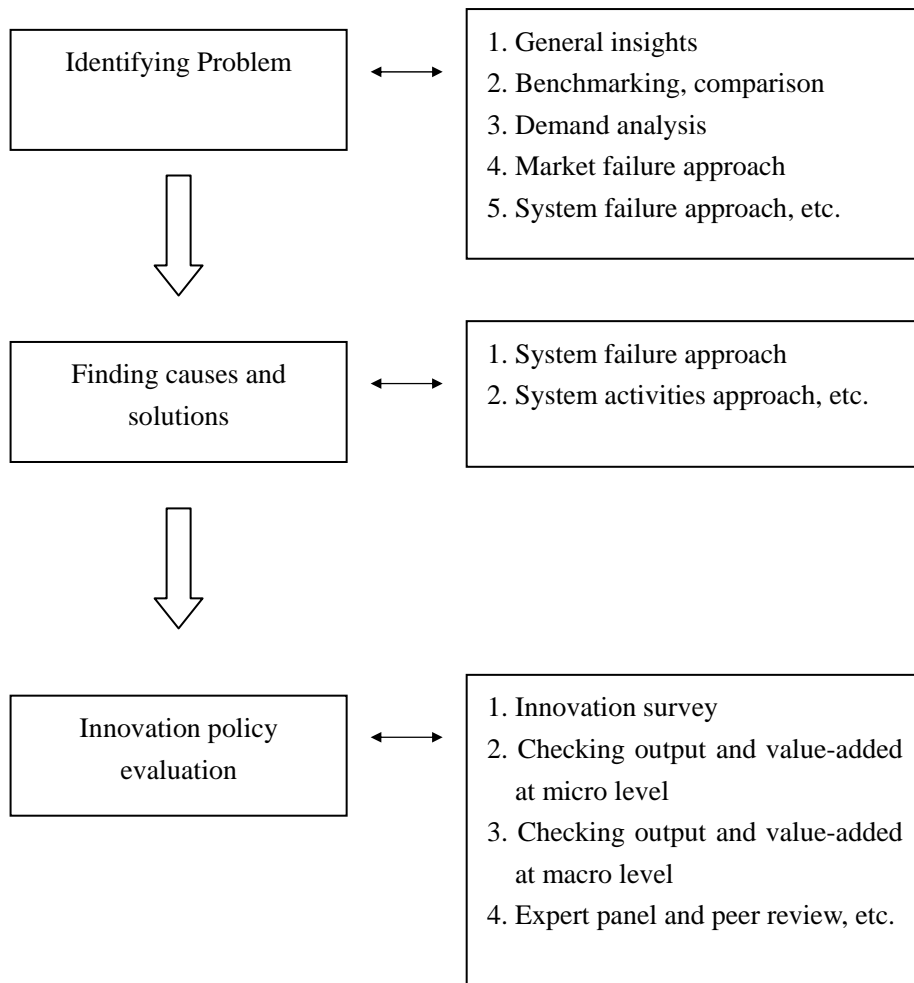 Identifying Problem
1. General insights
2. Benchmarking, comparison
3. Demand analysis
4. Market failure approach
5. System failure approach, etc.
Finding causes and
solutions
1. System failure approach
2. System activities approach, etc.
Innovation policy
evaluation
1. Innovation survey
2. Checking output and value-added
at micro level
3. Checking output and value-added
at macro level
4. Expert panel and peer review, etc.